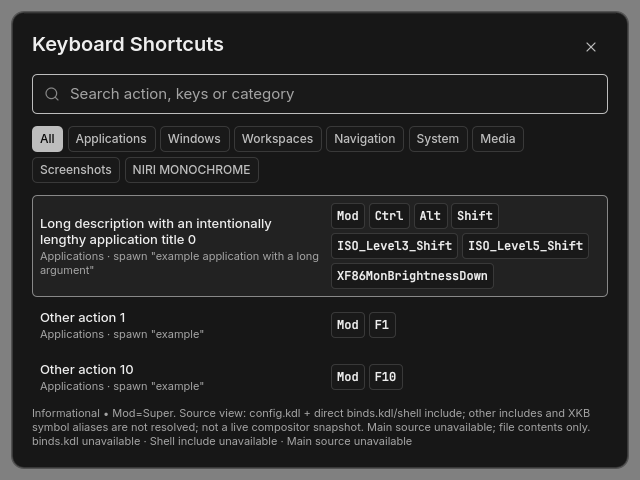 Keyboard Shortcuts
Search action, keys or category
All Applications Windows Workspaces Navigation System Media
Screenshots NIRI MONOCHROME
Long description with an intentionally
lengthy application title 0
Applications · spawn "example application with a long
argument"
Mod Ctrl Alt Shift
ISO_Level3_Shift ISO_Level5_Shift
XF86MonBrightnessDown
Other action 1
Applications · spawn "example"
Mod F1
Other action 10
Applications · spawn "example"
Mod F10
Informational • Mod=Super. Source view: config.kdl + direct binds.kdl/shell include; other includes and XKB
symbol aliases are not resolved; not a live compositor snapshot. Main source unavailable; file contents only.
binds.kdl unavailable · Shell include unavailable · Main source unavailable